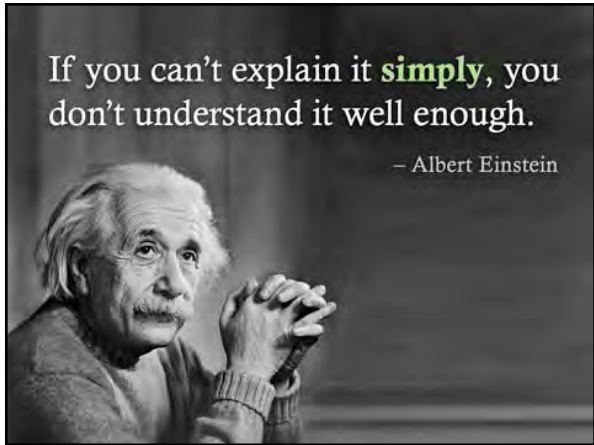 If you can’t explain it simply, you
don’t understand it well enough.
– Albert Einstein